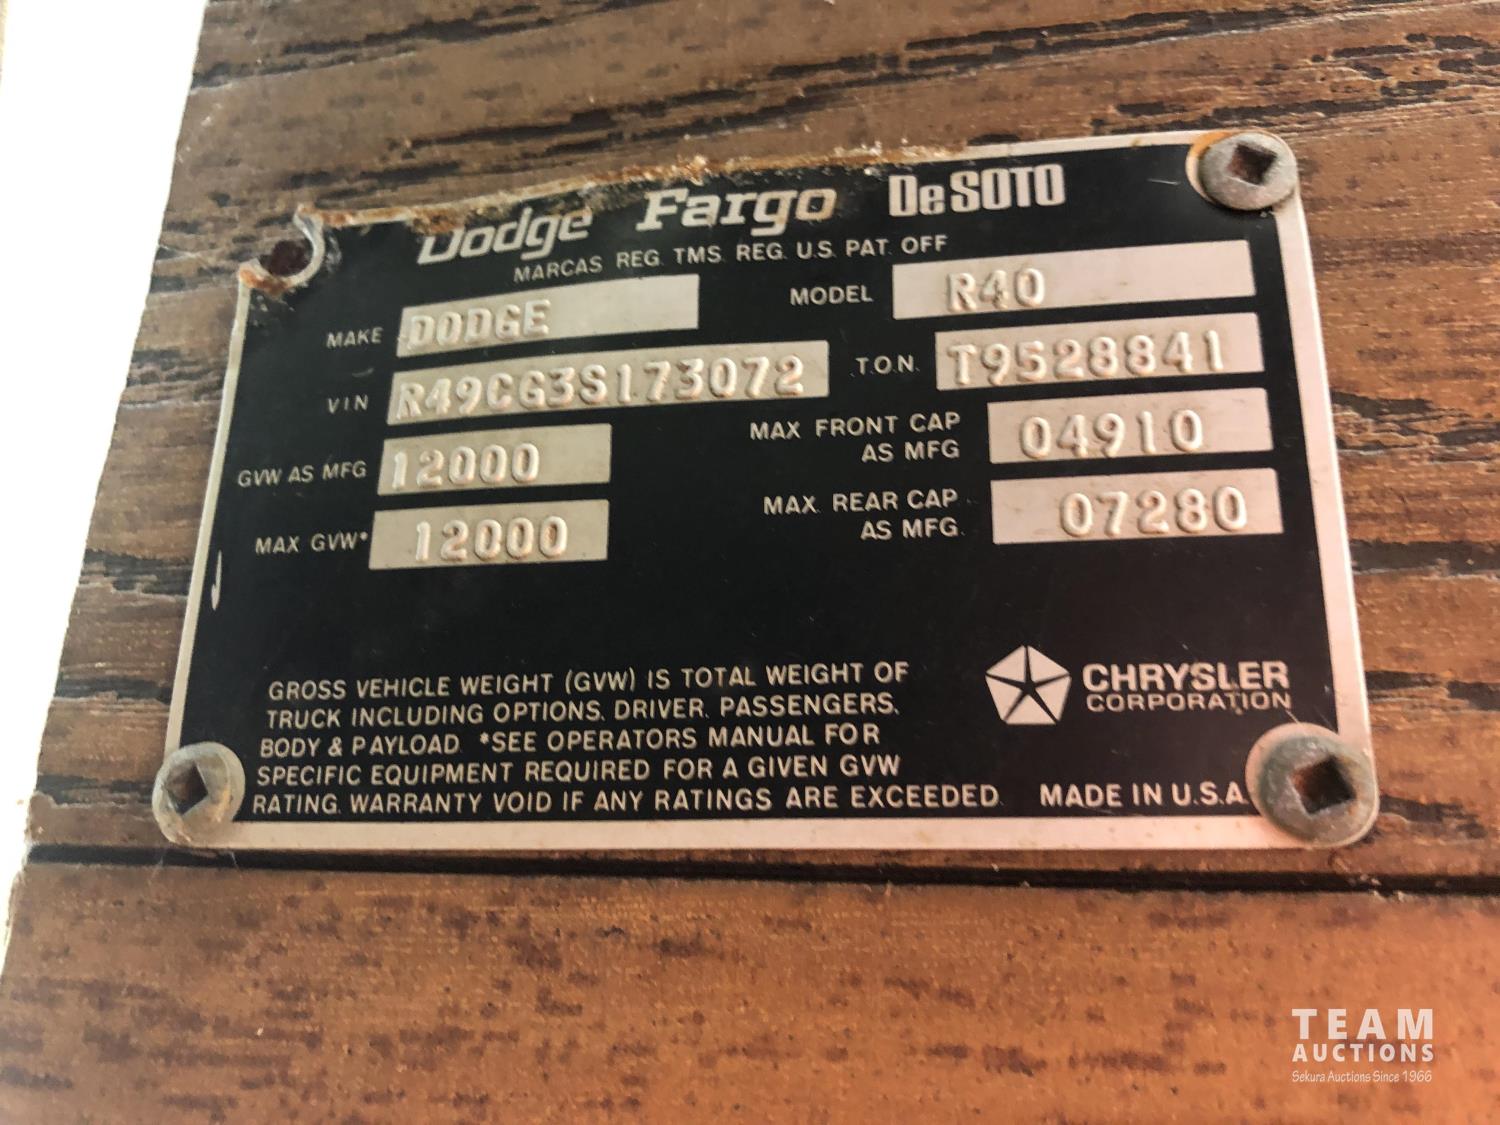 Dodge Fargo DeSOTO
MARCAS REG. TMS. REG. U.S. PAT. OFF
MAKE DODGE MODEL R40
VIN R49CG3S173072 T.O.N. T9528841
GVW AS MFG 12000 MAX FRONT CAP AS MFG 04910
MAX GVW* 12000 MAX. REAR CAP. AS MFG. 07280
GROSS VEHICLE WEIGHT (GVW) IS TOTAL WEIGHT OF
TRUCK INCLUDING OPTIONS, DRIVER, PASSENGERS,
BODY & PAYLOAD. *SEE OPERATORS MANUAL FOR
SPECIFIC EQUIPMENT REQUIRED FOR A GIVEN GVW
RATING. WARRANTY VOID IF ANY RATINGS ARE EXCEEDED.
CHRYSLER
CORPORATION
MADE IN U.S.A.
TEAM
AUCTIONS
Sekura Auctions Since 1966